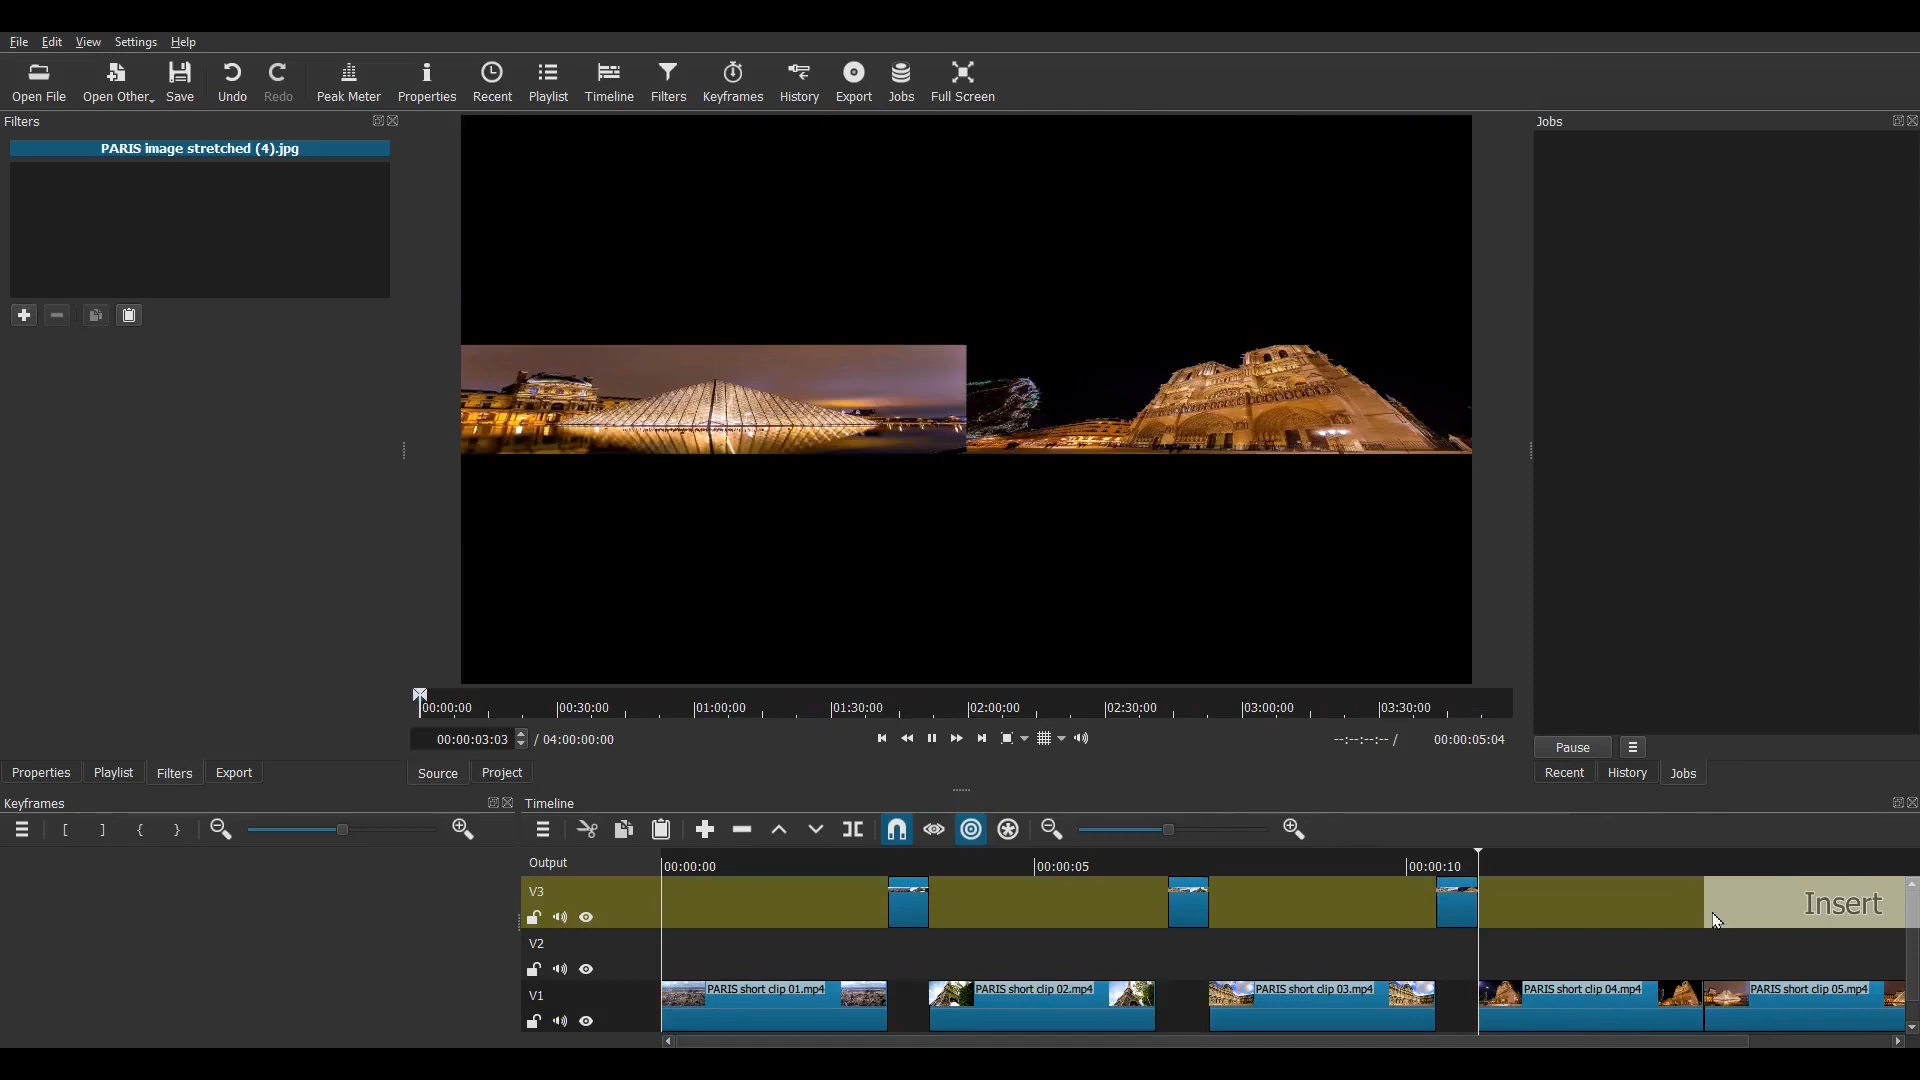 File Edit View Settings Help
Open File Open Other.. Save Undo Redo Peak Meter Properties Recent Playlist Timeline Filters Keyframes History Export Jobs Full Screen
Filters
Jobs
PARIS image stretched (4).jpg
00:00:00 00:30:00 01:00:00 01:30:00 02:00:00 02:30:00 03:00:00 03:30:00
00:00:03:03 / 04:00:00:00 --:--:--:-- / 00:00:05:04
Pause
Properties Playlist Filters Export Source Project Recent History Jobs
Keyframes Timeline
Output 00:00:00 00:00:05 00:00:10
V3
Insert
V2
V1 PARIS short clip 01.mp4 PARIS short clip 02.mp4 PARIS short clip 03.mp4 PARIS short clip 04.mp4 PARIS short clip 05.mp4